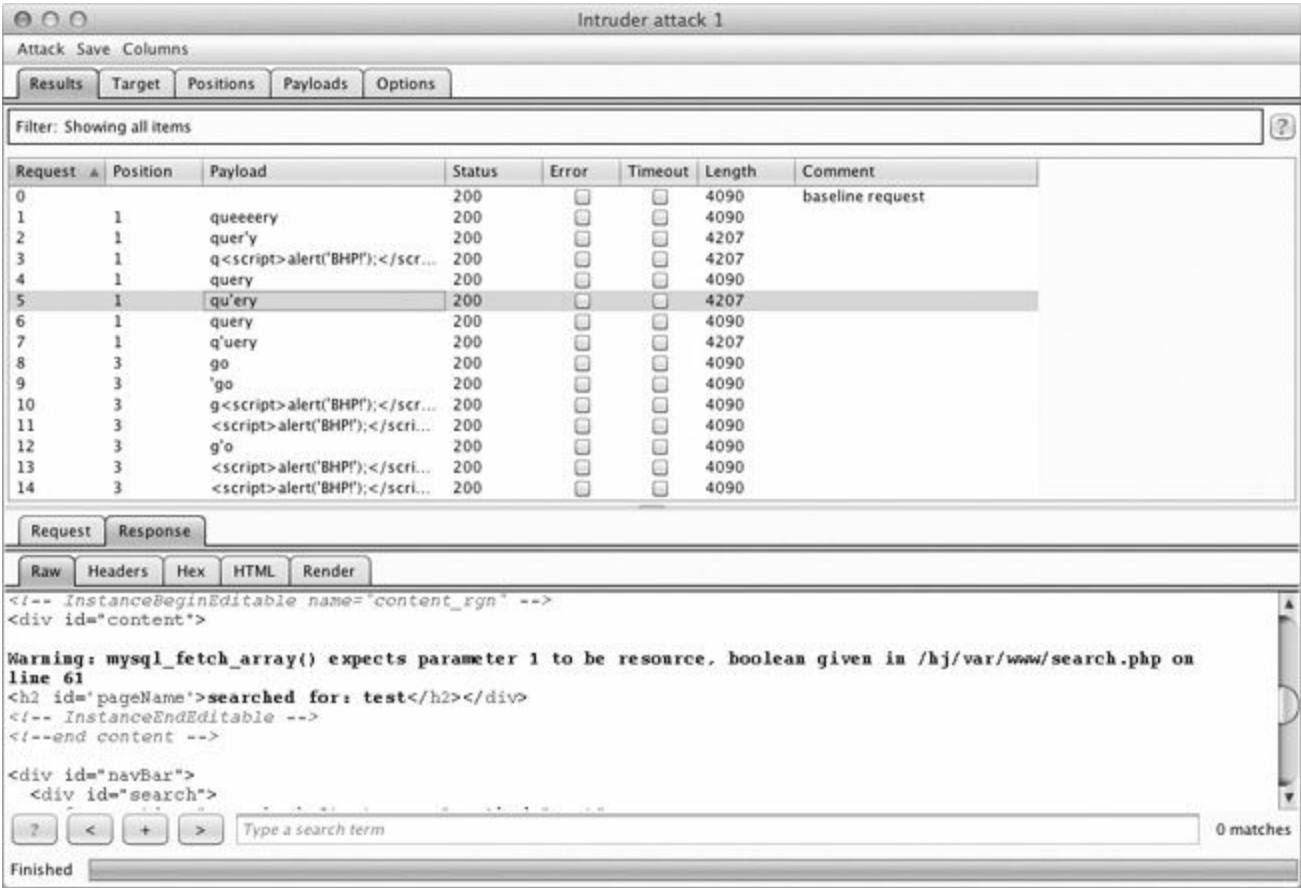 Intruder attack 1
Attack Save Columns
Results Target Positions Payloads Options
Filter: Showing all items
?
Request Position Payload Status Error Timeout Length Comment
0 200 4090 baseline request
1 1 queeeery 200 4090
2 1 quer'y 200 4207
3 1 q<script>alert('BHP!');</scr... 200 4207
4 1 query 200 4090
5 1 qu'ery 200 4207
6 1 query 200 4090
7 1 q'uery 200 4207
8 3 go 200 4090
9 3 'go 200 4090
10 3 g<script>alert('BHP!');</scr... 200 4090
11 3 <script>alert('BHP!');</scri... 200 4090
12 3 g'o 200 4090
13 3 <script>alert('BHP!');</scri... 200 4090
14 3 <script>alert('BHP!');</scri... 200 4090
Request Response
Raw Headers Hex HTML Render
<!-- InstanceBeginEditable name="content_rgn" -->
<div id="content">
Warning: mysql_fetch_array() expects parameter 1 to be resource, boolean given in /hj/var/www/search.php on
line 61
<h2 id='pageName'>searched for: test</h2></div>
<!-- InstanceEndEditable -->
<!--end content -->
<div id="navBar">
<div id="search">
? < + > Type a search term 0 matches
Finished